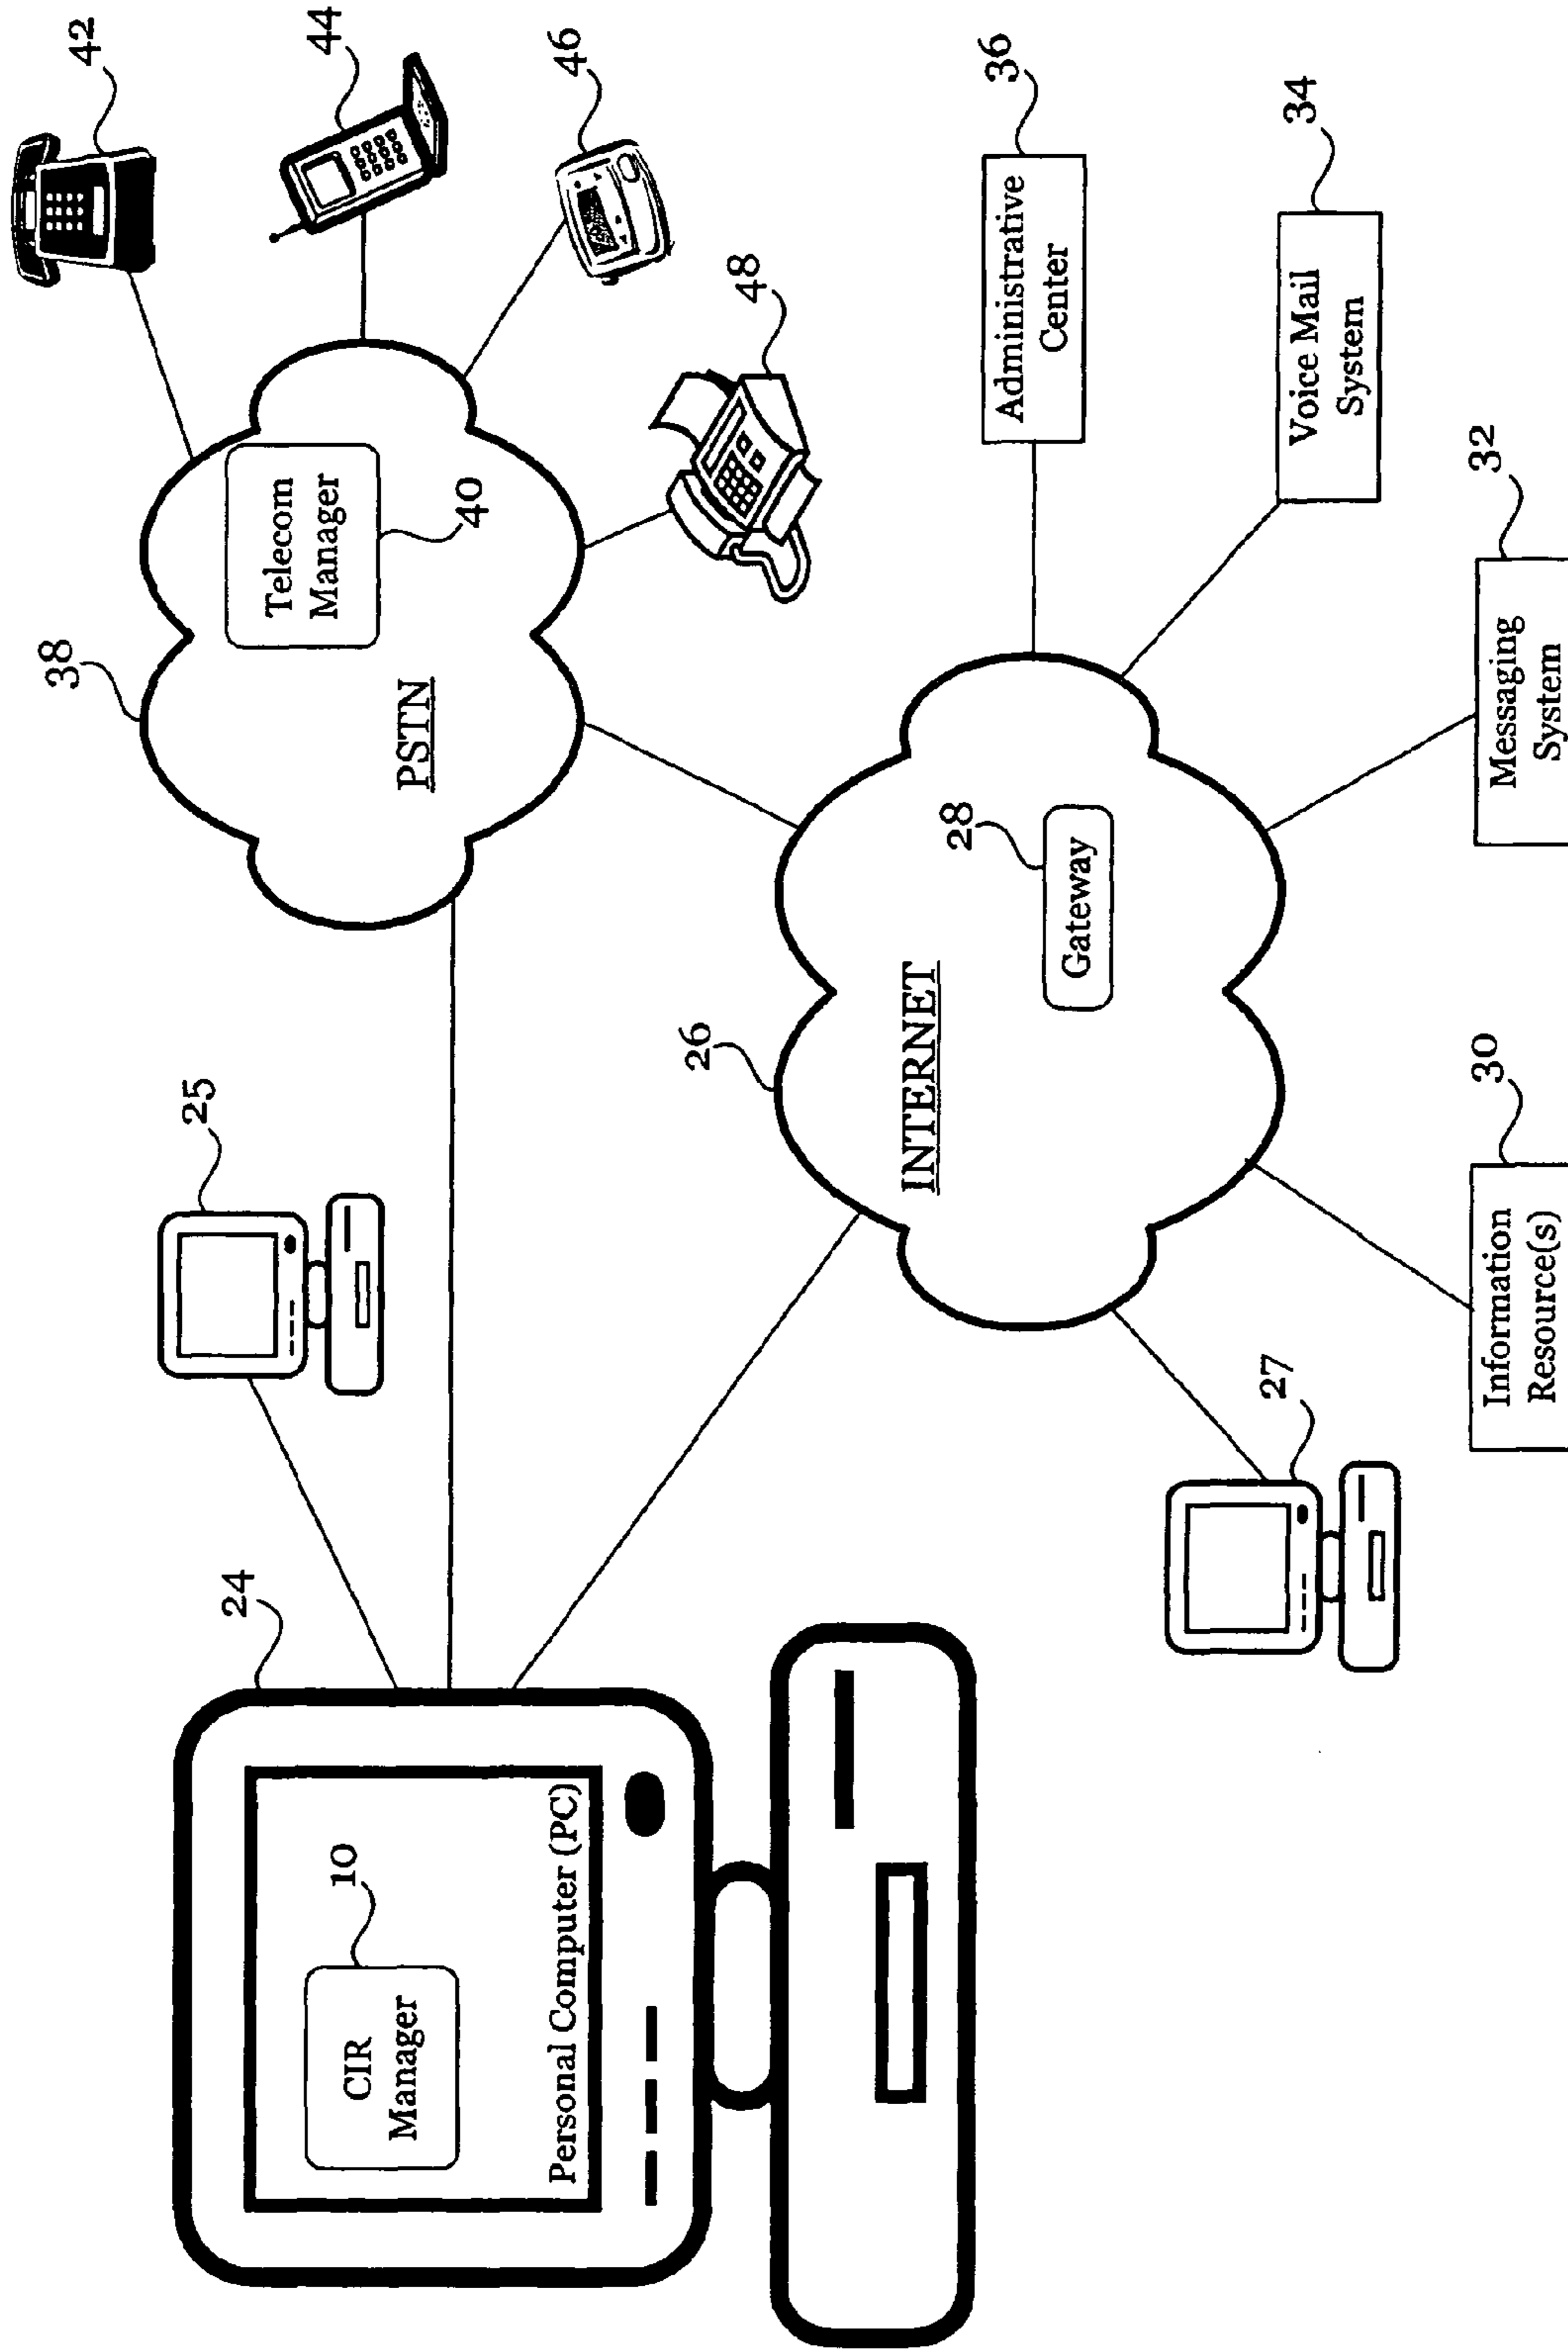 42
44
46
48
38
Telecom
Manager
40
PSTN
25
24
CIR
Manager
10
Personal Computer (PC)
26
INTERNET
28
Gateway
27
36
Administrative
Center
34
Voice Mail
System
32
Messaging
System
30
Information
Resource(s)